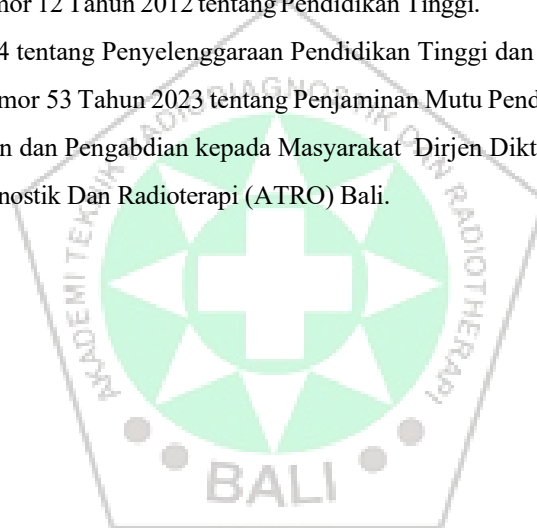 mor 12 Tahun 2012 tentang Pendidikan Tinggi.
4 tentang Penyelenggaraan Pendidikan Tinggi dan
mor 53 Tahun 2023 tentang Penjaminan Mutu Pend
n dan Pengabdian kepada Masyarakat Dirjen Dikt
nostik Dan Radioterapi (ATRO) Bali.
AKADEMI TEKNIK RADIODIAGNOSTIK DAN RADIOTHERAPI
BALI